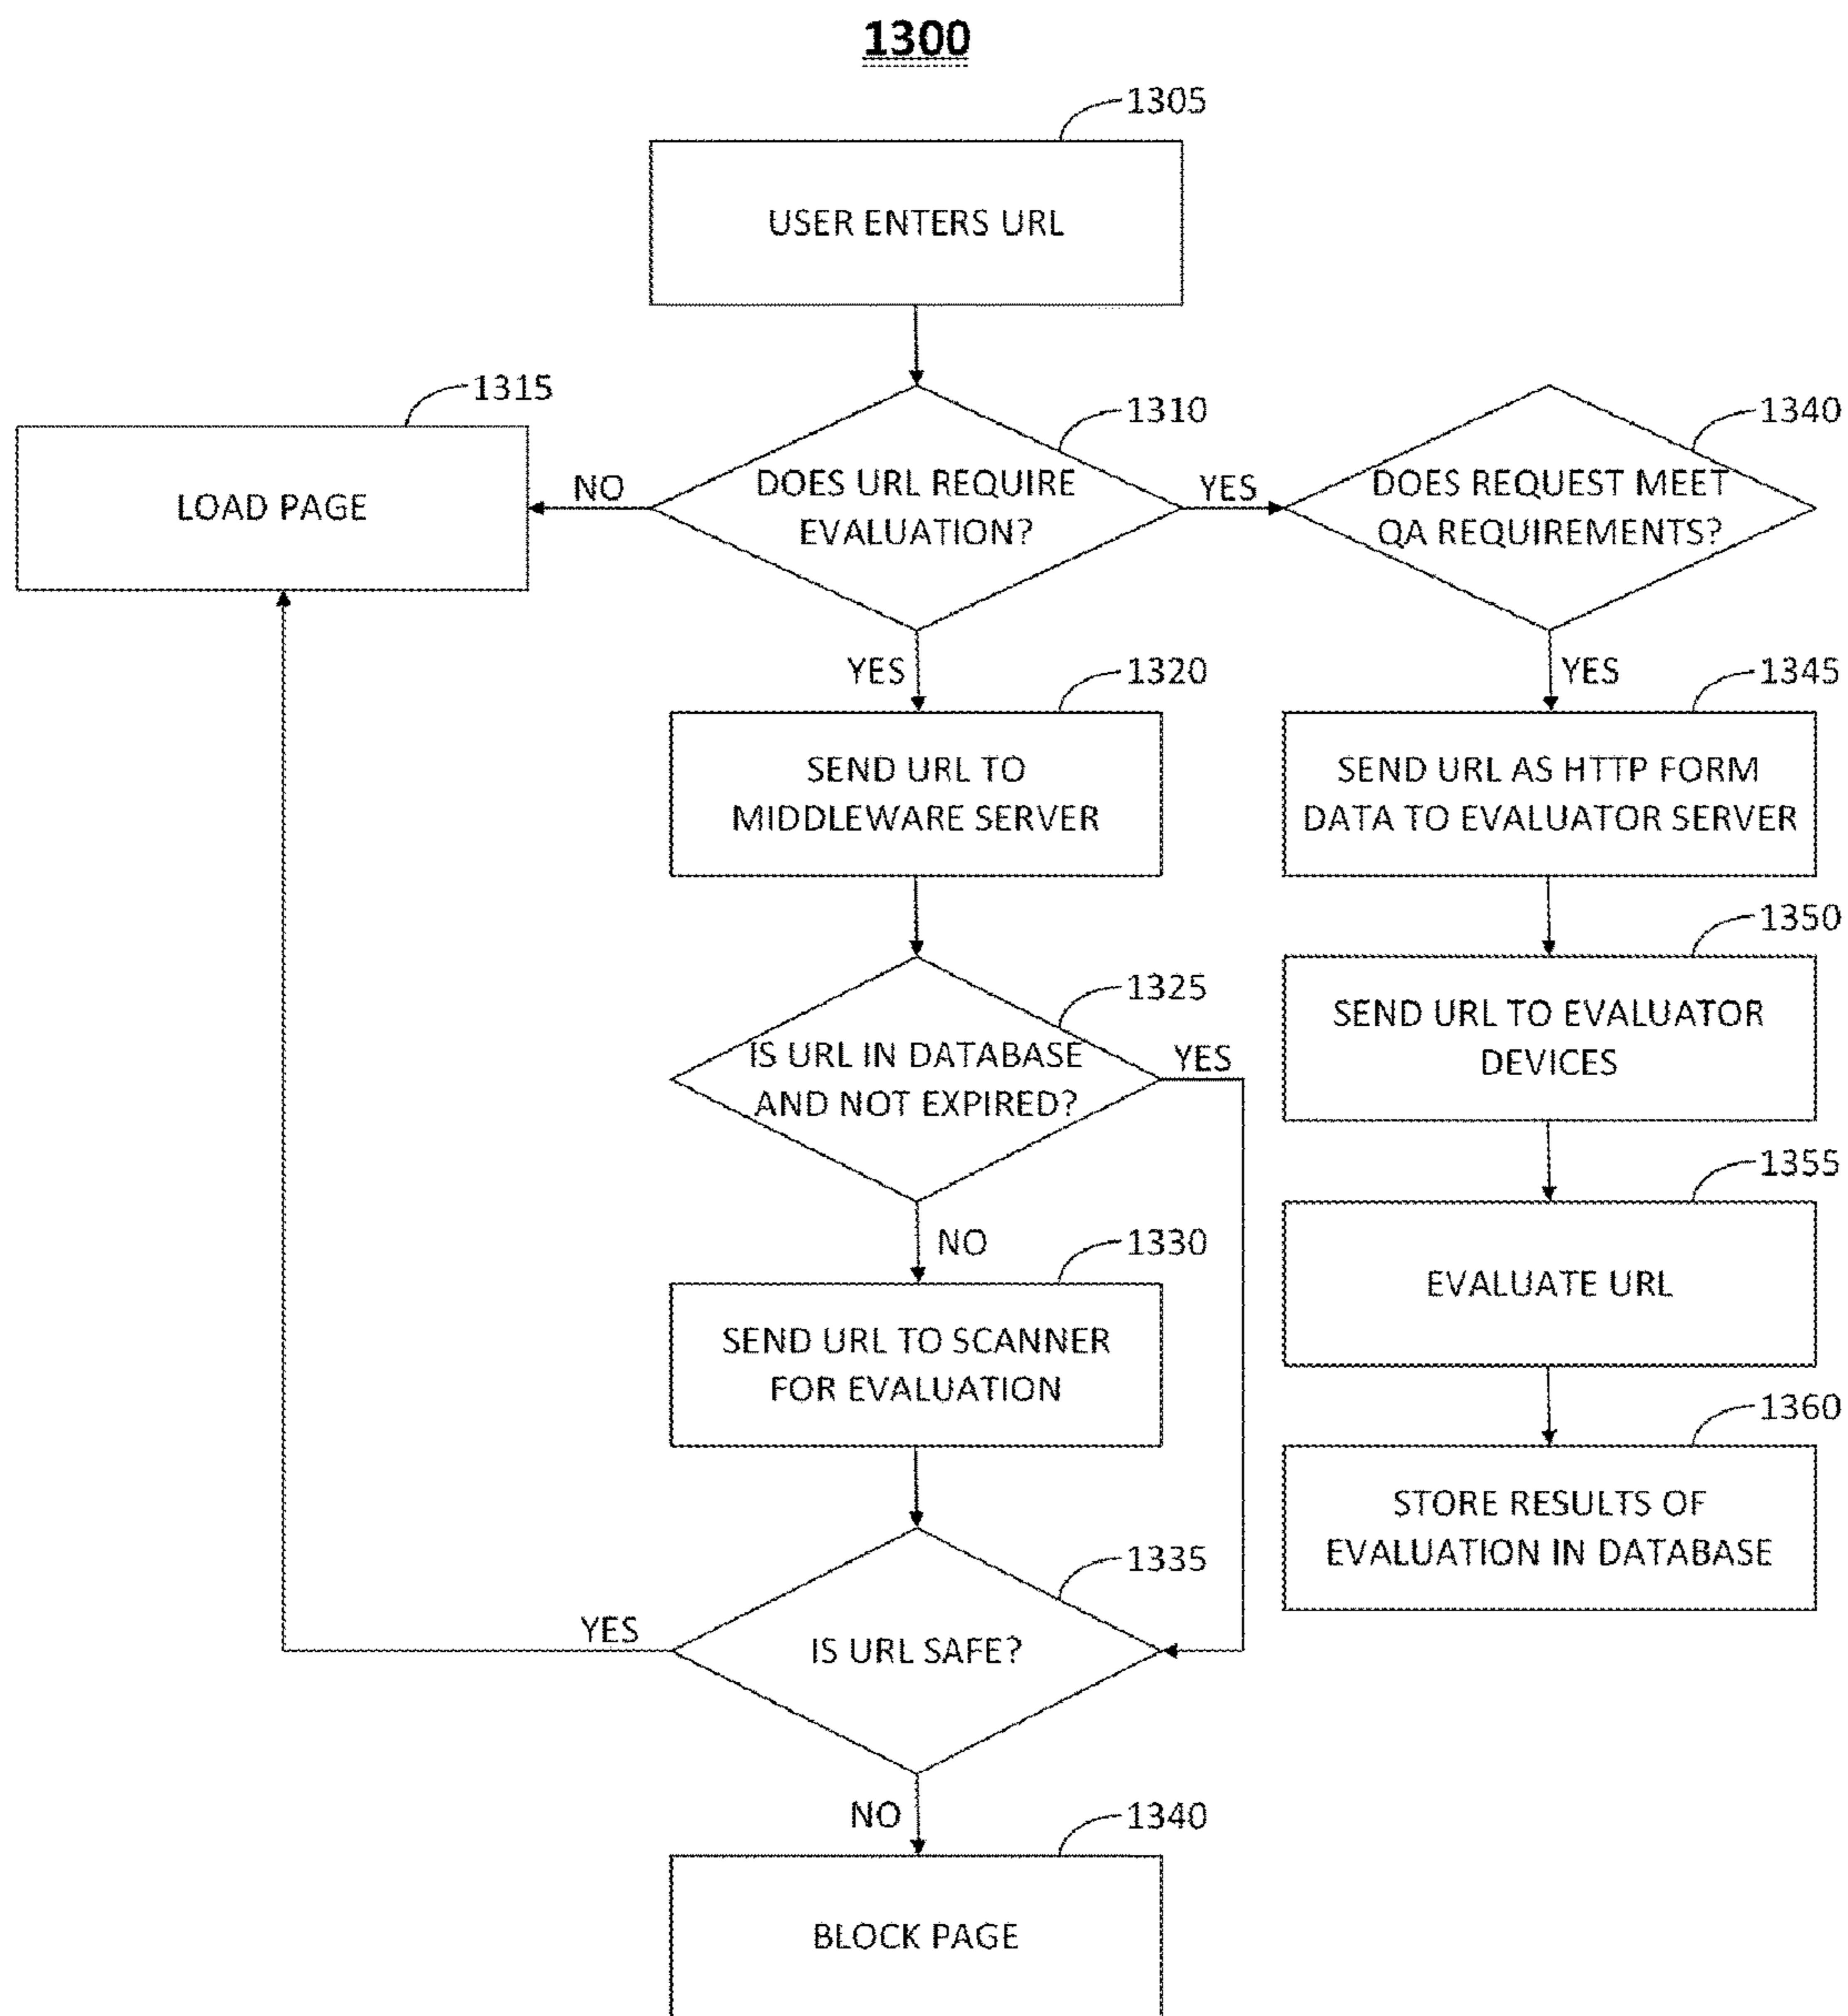 1300
1305
USER ENTERS URL
1315
LOAD PAGE
NO
1310
DOES URL REQUIRE
EVALUATION?
YES
1340
DOES REQUEST MEET
QA REQUIREMENTS?
YES
1320
SEND URL TO
MIDDLEWARE SERVER
YES
1345
SEND URL AS HTTP FORM
DATA TO EVALUATOR SERVER
1325
IS URL IN DATABASE
AND NOT EXPIRED?
YES
1350
SEND URL TO EVALUATOR
DEVICES
NO
1330
SEND URL TO SCANNER
FOR EVALUATION
1355
EVALUATE URL
1360
STORE RESULTS OF
EVALUATION IN DATABASE
1335
IS URL SAFE?
YES
NO
1340
BLOCK PAGE